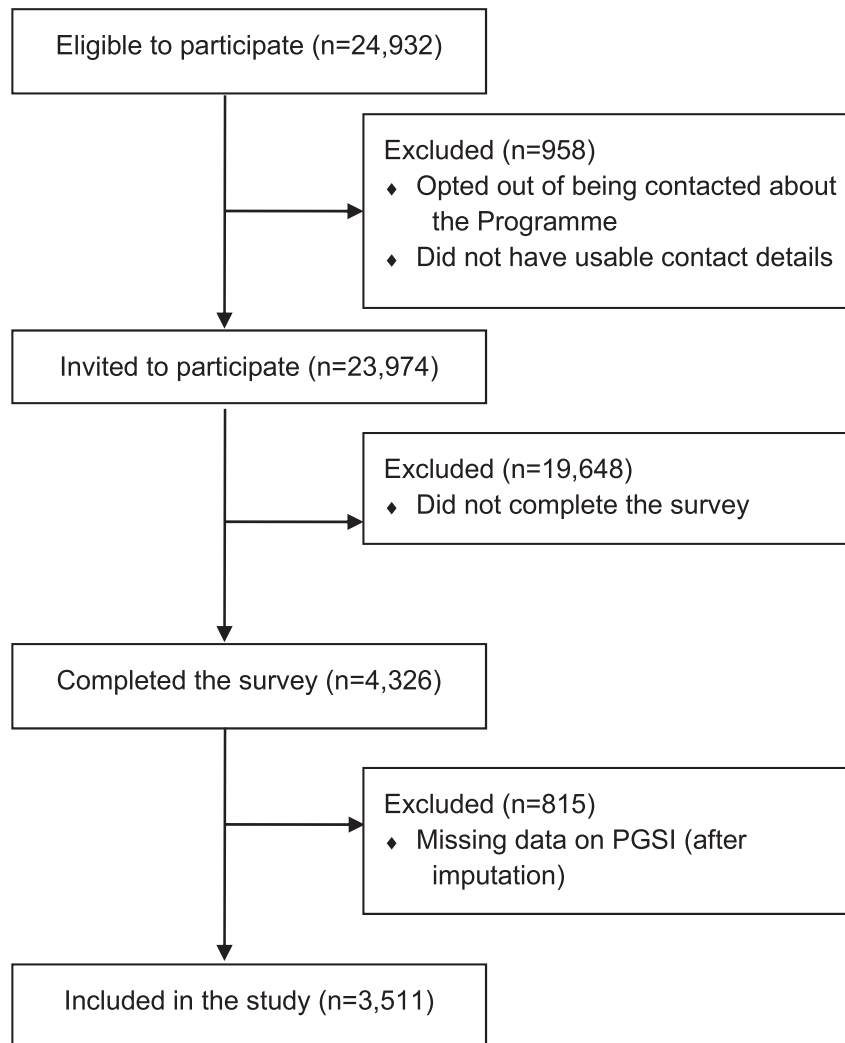 Eligible to participate (n=24,932)
Excluded (n=958)
♦ Opted out of being contacted about
the Programme
♦ Did not have usable contact details
Invited to participate (n=23,974)
Excluded (n=19,648)
♦ Did not complete the survey
Completed the survey (n=4,326)
Excluded (n=815)
♦ Missing data on PGSI (after
imputation)
Included in the study (n=3,511)